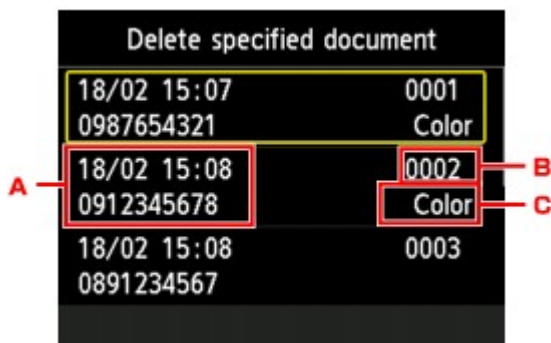 Delete specified document
18/02 15:07 0001
0987654321 Color
18/02 15:08 0002 B
A
0912345678 Color C
18/02 15:08 0003
0891234567